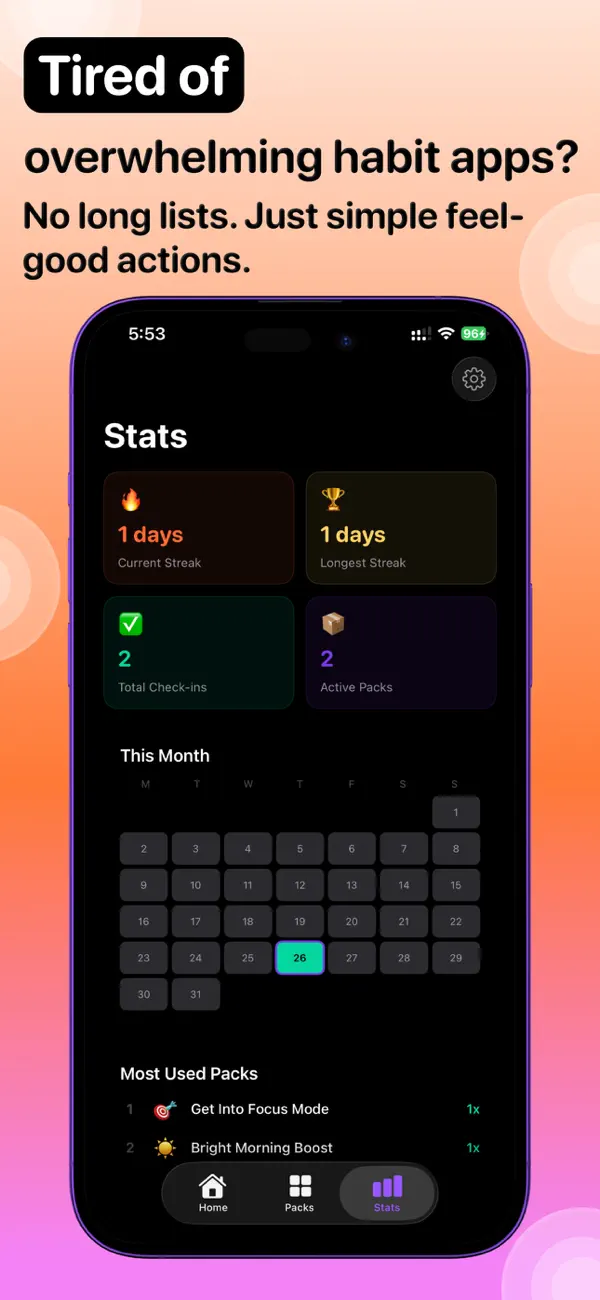 Tired of
overwhelming habit apps?
No long lists. Just simple feel-
good actions.
5:53
96
Stats
1 days
Current Streak
1 days
Longest Streak
2
Total Check-ins
2
Active Packs
This Month
M T W T F S S
1
2 3 4 5 6 7 8
9 10 11 12 13 14 15
16 17 18 19 20 21 22
23 24 25 26 27 28 29
30 31
Most Used Packs
1 Get Into Focus Mode 1x
2 Bright Morning Boost 1x
Home Packs Stats